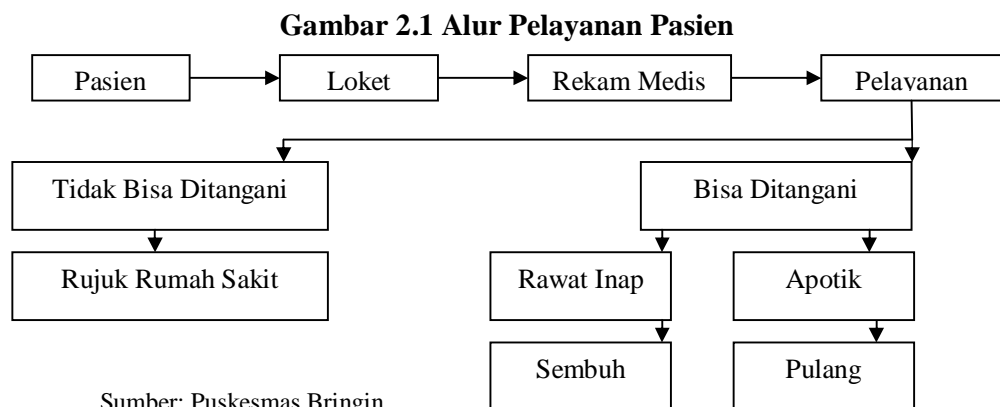 Gambar 2.1 Alur Pelayanan Pasien
Pasien Loket Rekam Medis Pelayanan
Tidak Bisa Ditangani Bisa Ditangani
Rujuk Rumah Sakit Rawat Inap Apotik
Sembuh Pulang
Sumber: Puskesmas Bringin